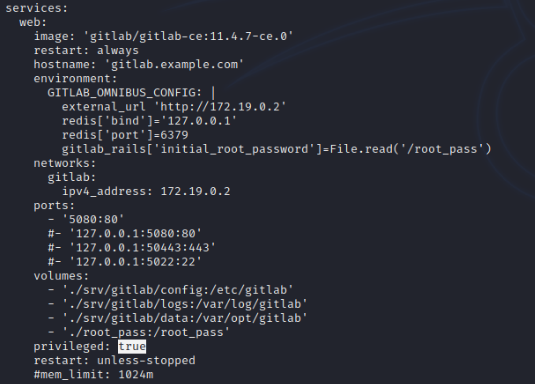 services:
  web:
    image: 'gitlab/gitlab-ce:11.4.7-ce.0'
    restart: always
    hostname: 'gitlab.example.com'
    environment:
      GITLAB_OMNIBUS_CONFIG: |
        external_url 'http://172.19.0.2'
        redis['bind']='127.0.0.1'
        redis['port']=6379
        gitlab_rails['initial_root_password']=File.read('/root_pass')
    networks:
      gitlab:
        ipv4_address: 172.19.0.2
    ports:
      - '5080:80'
      #- '127.0.0.1:5080:80'
      #- '127.0.0.1:50443:443'
      #- '127.0.0.1:5022:22'
    volumes:
      - './srv/gitlab/config:/etc/gitlab'
      - './srv/gitlab/logs:/var/log/gitlab'
      - './srv/gitlab/data:/var/opt/gitlab'
      - './root_pass:/root_pass'
    privileged: true
    restart: unless-stopped
    #mem_limit: 1024m